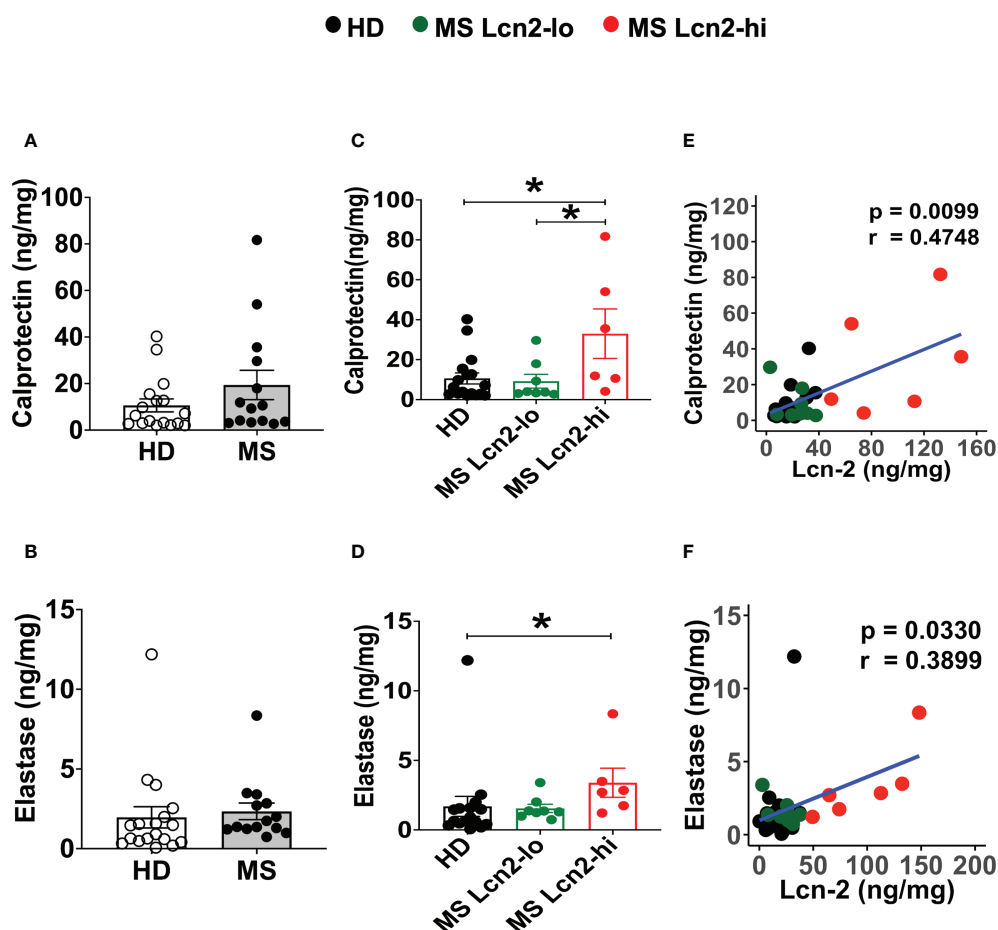 HD MS Lcn2-lo MS Lcn2-hi
A
Calprotectin (ng/mg)
100
80
60
40
20
0
HD MS
C
Calprotectin(ng/mg)
100
80
60
40
20
0
*
*
HD MS Lcn2-lo MS Lcn2-hi
E
Calprotectin (ng/mg)
120
100
80
60
40
20
0
p = 0.0099
r = 0.4748
0 40 80 120 160
Lcn-2 (ng/mg)
B
Elastase (ng/mg)
15
10
5
0
HD MS
D
Elastase (ng/mg)
15
10
5
0
*
HD MS Lcn2-lo MS Lcn2-hi
F
Elastase (ng/mg)
15
10
5
0
p = 0.0330
r = 0.3899
0 50 100 150 200
Lcn-2 (ng/mg)